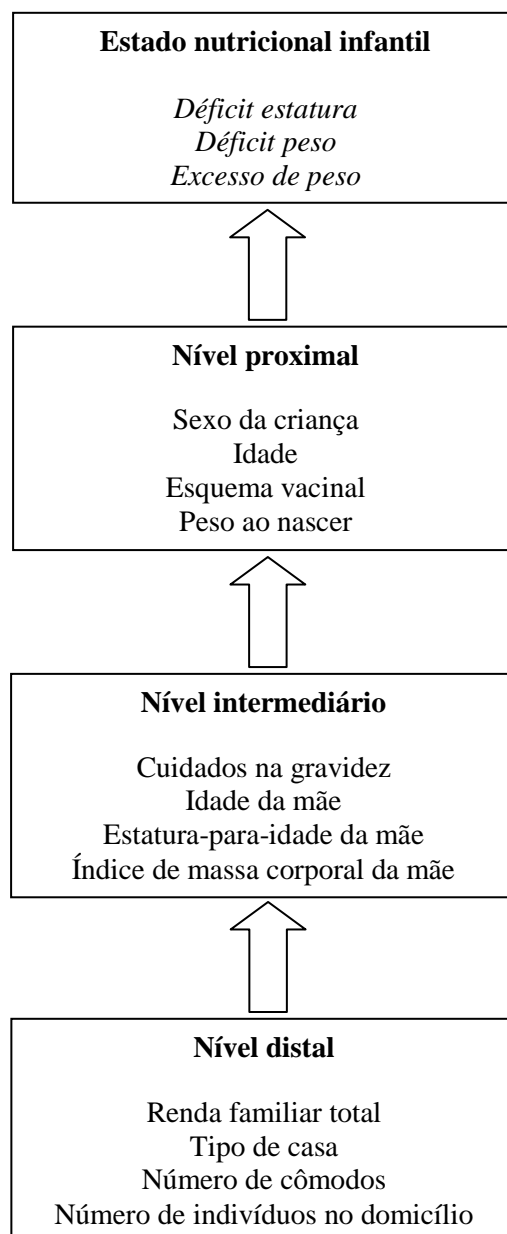 Estado nutricional infantil
Déficit estatura
Déficit peso
Excesso de peso
Nível proximal
Sexo da criança
Idade
Esquema vacinal
Peso ao nascer
Nível intermediário
Cuidados na gravidez
Idade da mãe
Estatura-para-idade da mãe
Índice de massa corporal da mãe
Nível distal
Renda familiar total
Tipo de casa
Número de cômodos
Número de indivíduos no domicílio